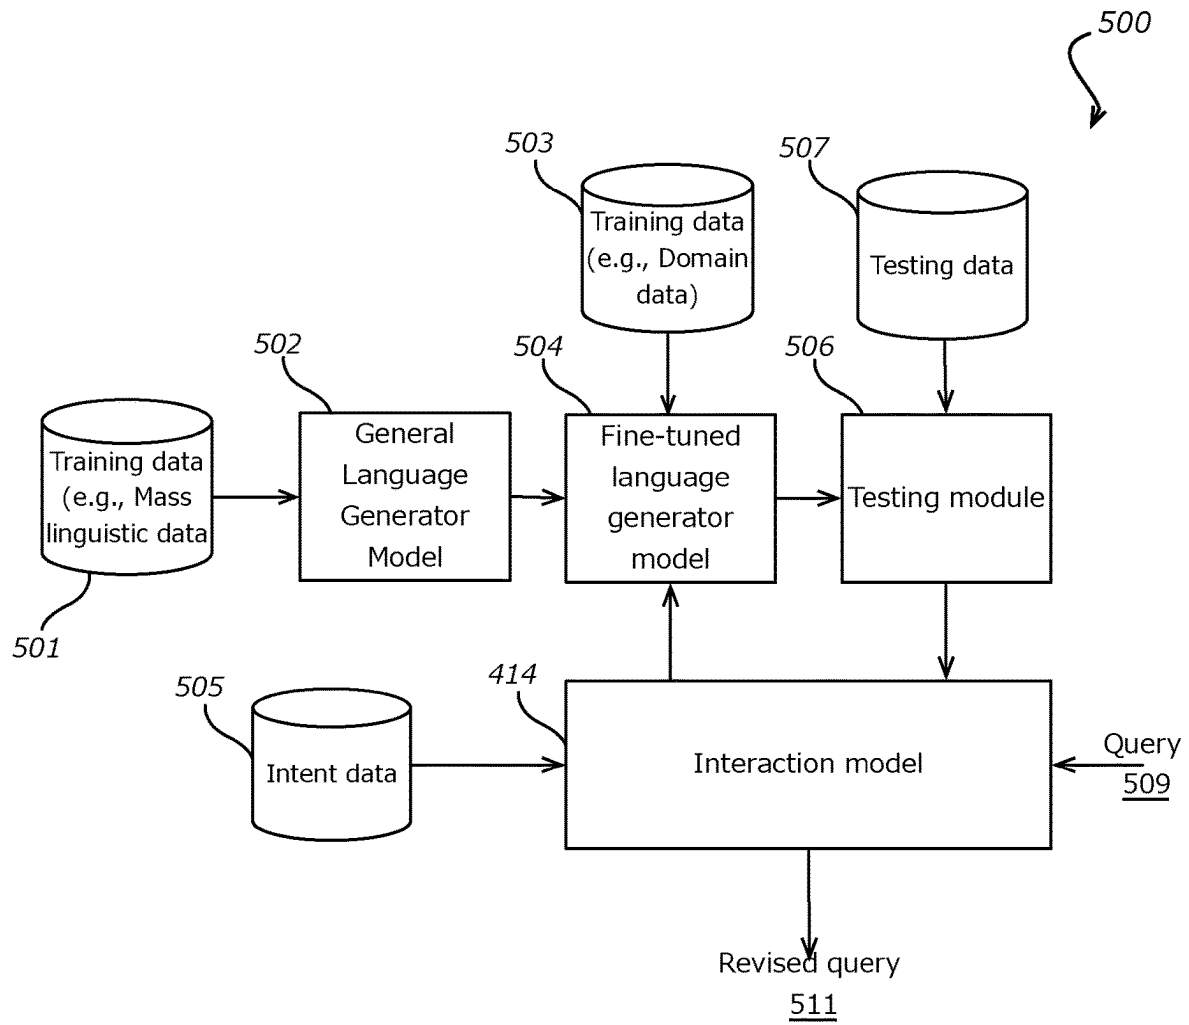 500
503
507
Training data
(e.g., Domain
data)
Testing data
502
504
506
Training data
(e.g., Mass
linguistic data
General
Language
Generator
Model
Fine-tuned
language
generator
model
Testing module
501
505
414
Intent data
Interaction model
Query
509
Revised query
511